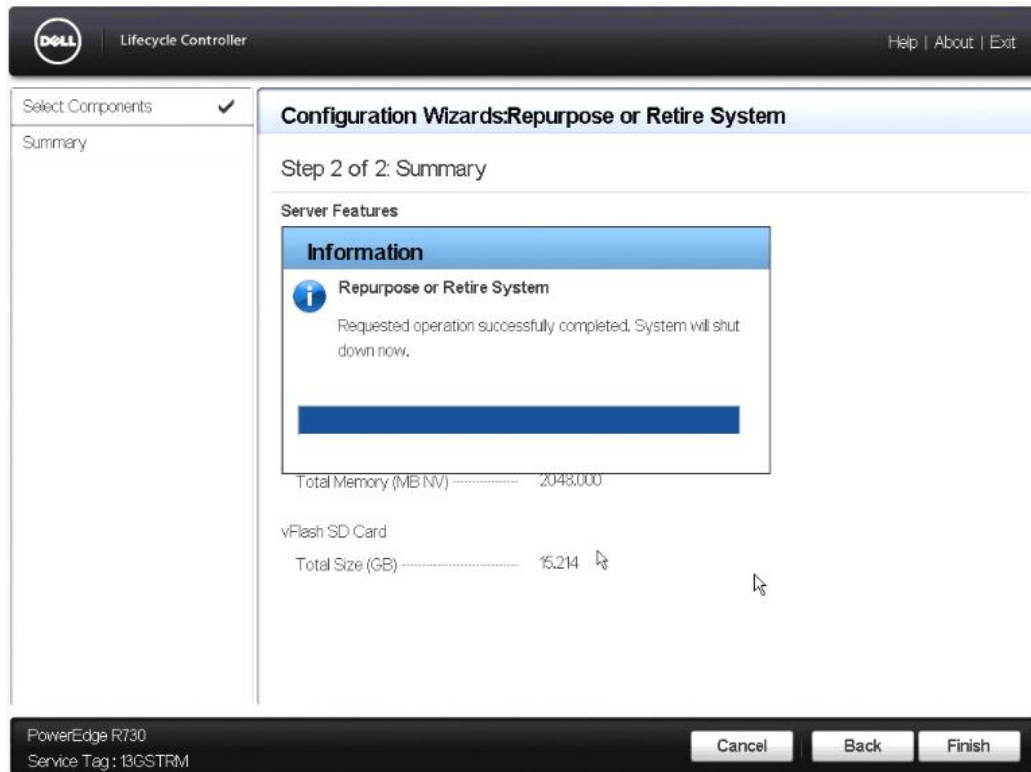 DELL
Lifecycle Controller
Help | About | Exit
Select Components
Summary
Configuration Wizards:Repurpose or Retire System
Step 2 of 2: Summary
Server Features
Information
Repurpose or Retire System
Requested operation successfully completed. System will shut
down now.
Total Memory (MB NV) 2048.000
vFlash SD Card
Total Size (GB) 15.214
PowerEdge R730
Service Tag : 13GSTRM
Cancel
Back
Finish